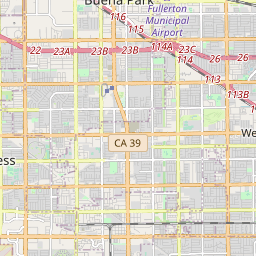 Buena Park
116
Fullerton
Municipal
Airport
115
22
23A
23B
23B
114A
23C
114
26
26
113
113B
We
CA 39
ess